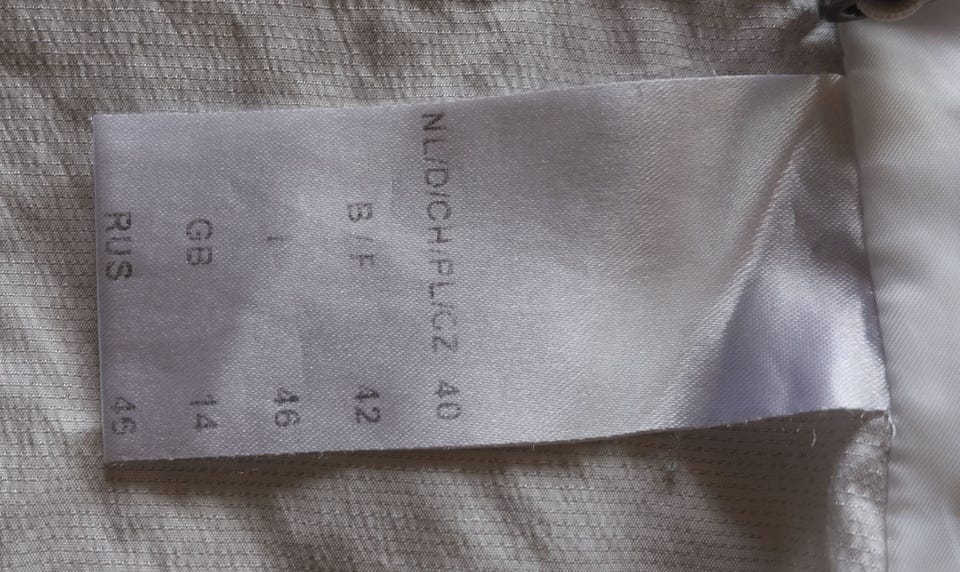 NL/D/CH/PL/CZ 40
B/F 42
I 46
GB 14
RUS 46